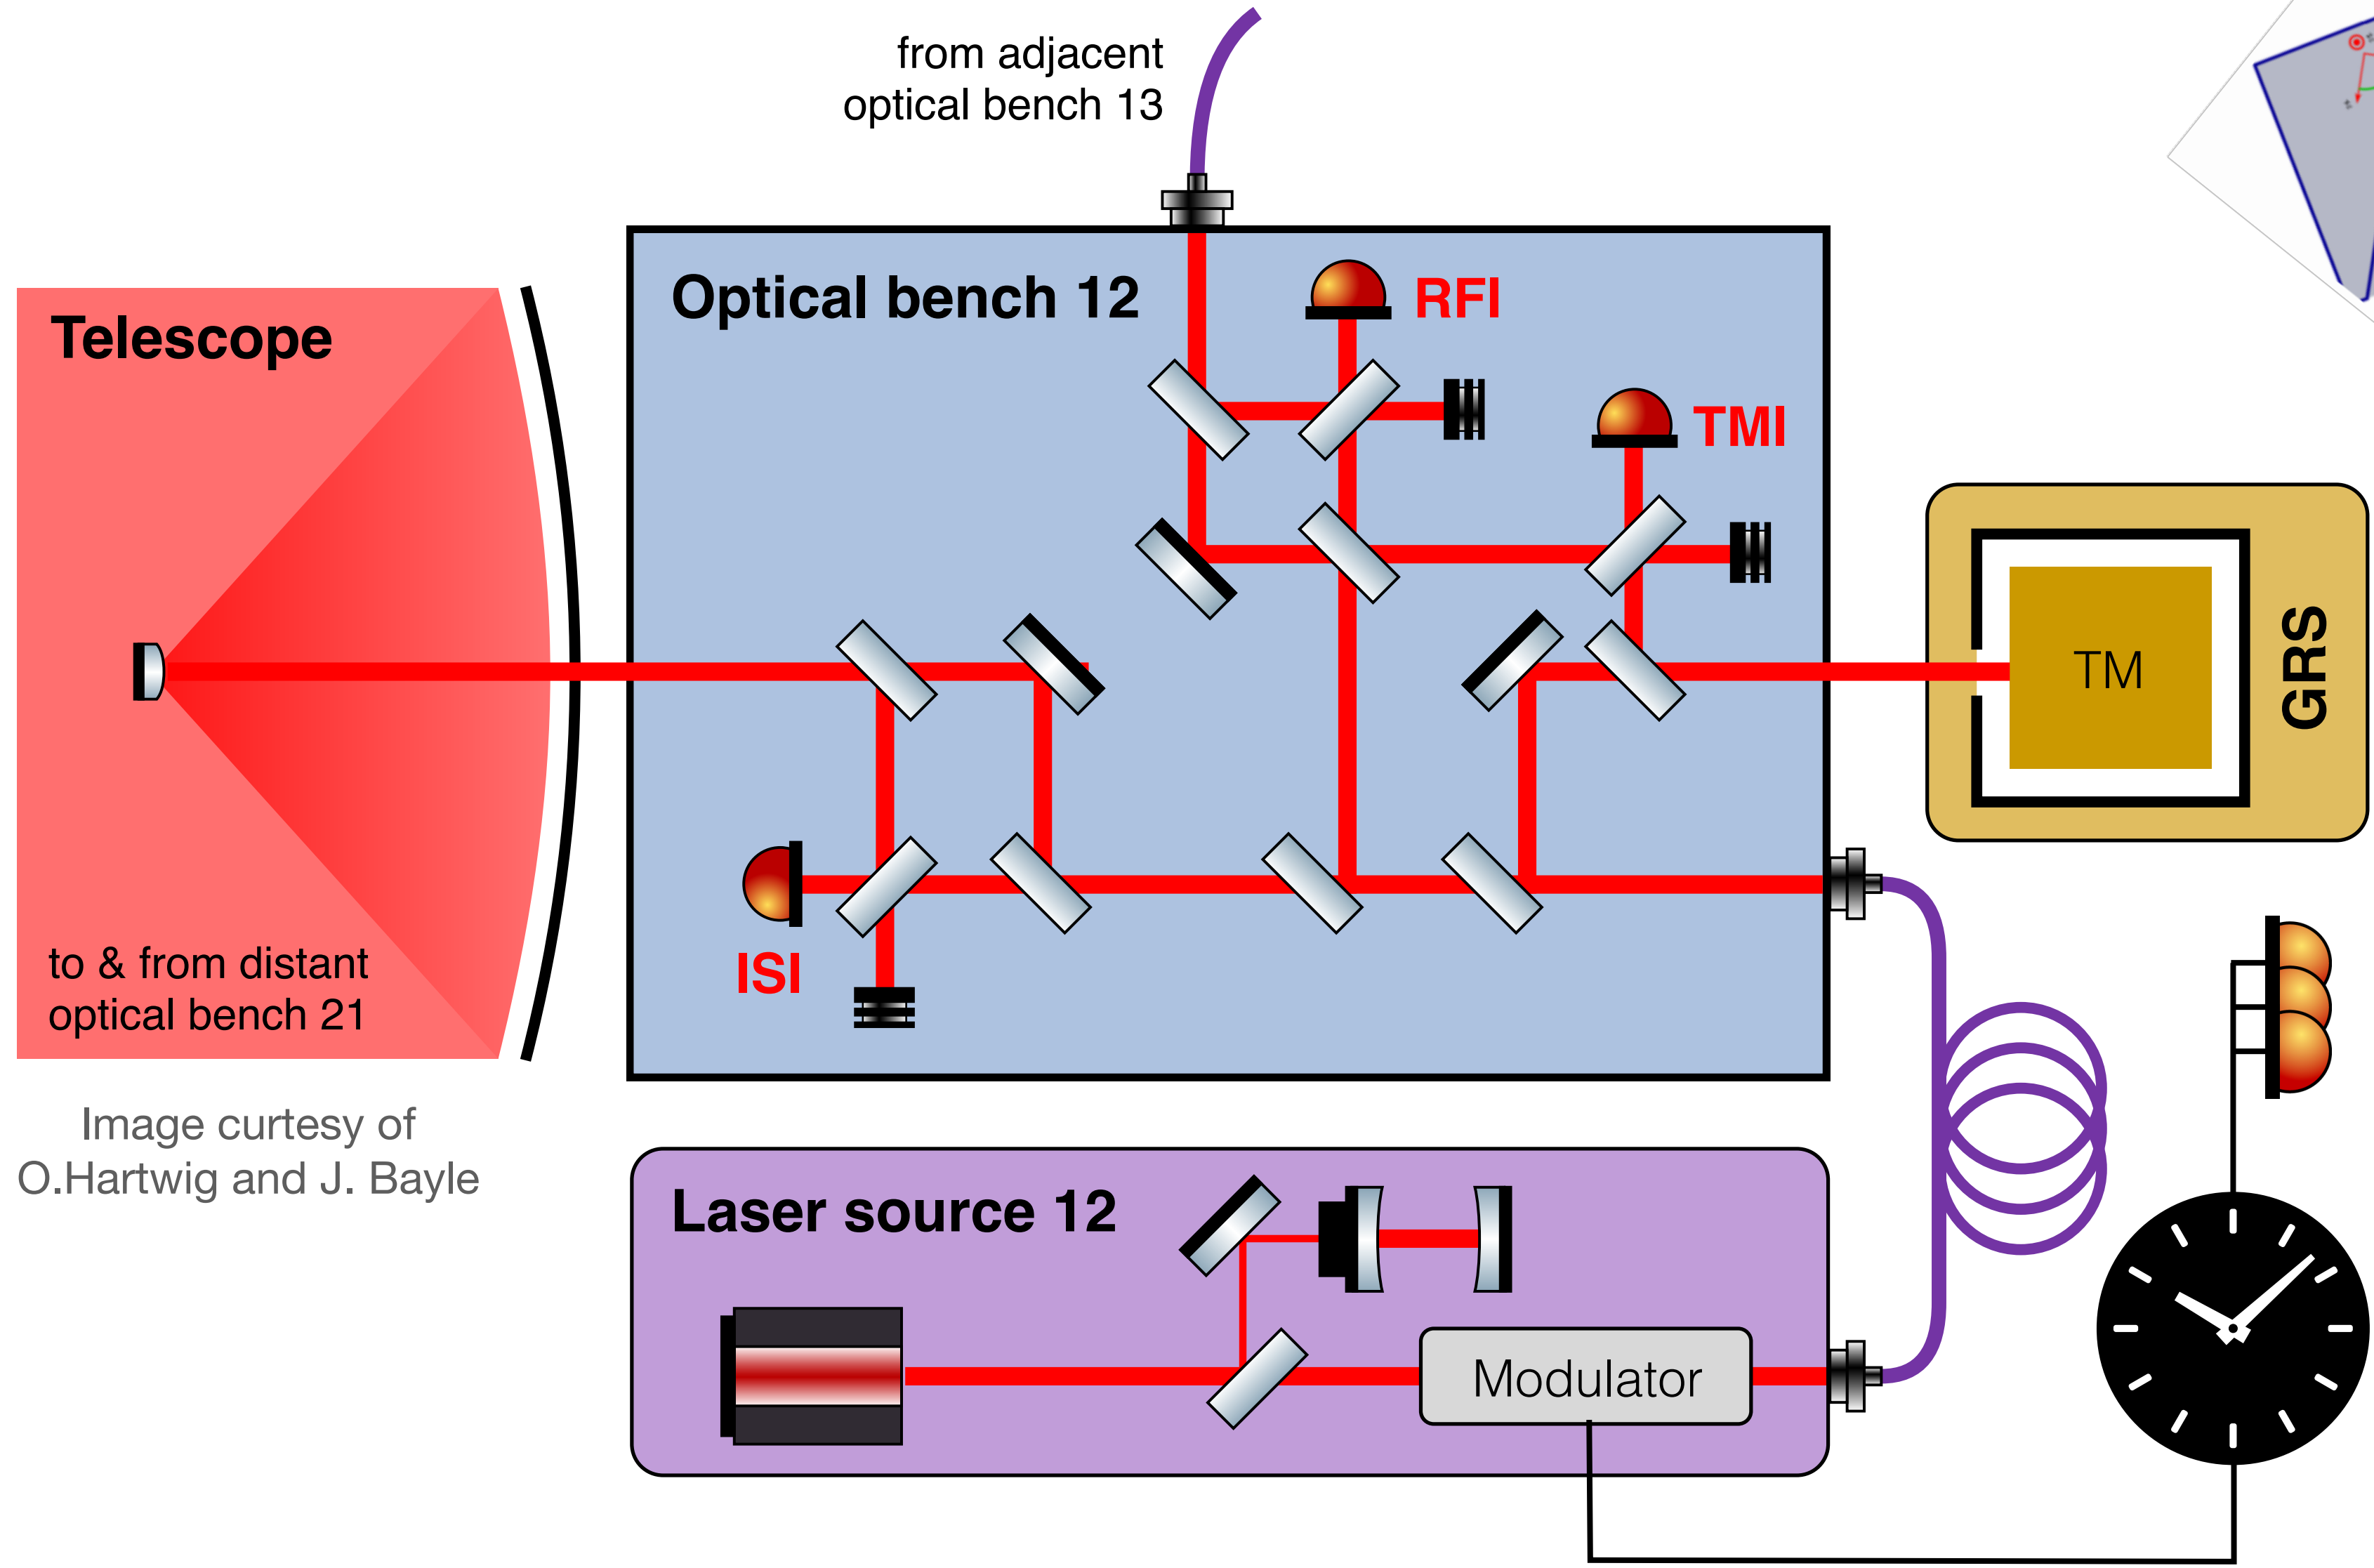 from adjacent
optical bench 13
Optical bench 12
RFI
Telescope
TMI
TM
GRS
ISI
to & from distant
optical bench 21
Image curtesy of
O.Hartwig and J. Bayle
Laser source 12
Modulator